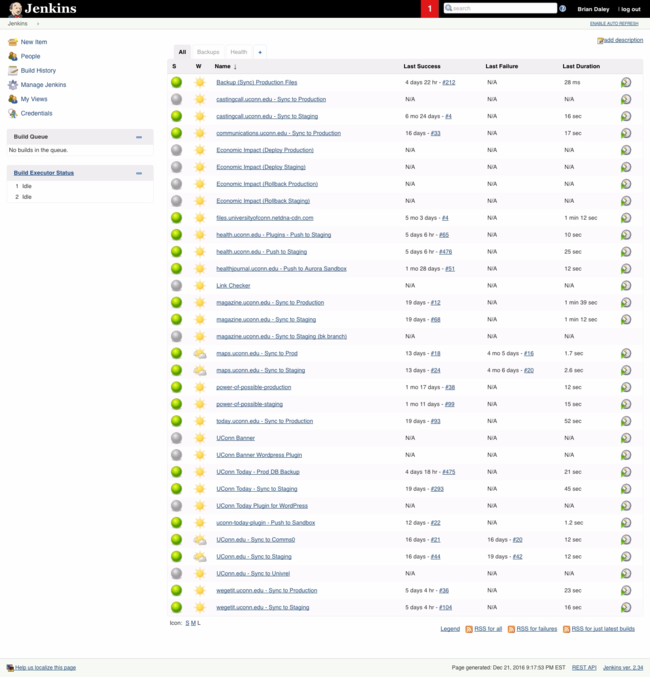 Jenkins
1
search
Brian Daley
| log out
Jenkins
ENABLE AUTO REFRESH
New Item
People
Build History
Manage Jenkins
My Views
Credentials
Build Queue
No builds in the queue.
Build Executor Status
1 Idle
2 Idle
add description
All Backups Health +
S W Name ↓ Last Success Last Failure Last Duration
Backup (Sync) Production Files 4 days 22 hr - #212 N/A 28 ms
castingcall.uconn.edu - Sync to Production N/A N/A N/A
castingcall.uconn.edu - Sync to Staging 6 mo 24 days - #4 N/A 16 sec
communications.uconn.edu - Sync to Production 16 days - #33 N/A 17 sec
Economic Impact (Deploy Production) N/A N/A N/A
Economic Impact (Deploy Staging) N/A N/A N/A
Economic Impact (Rollback Production) N/A N/A N/A
Economic Impact (Rollback Staging) N/A N/A N/A
files.universityofconn.netdna-cdn.com 5 mo 3 days - #4 N/A 1 min 12 sec
health.uconn.edu - Plugins - Push to Staging 5 days 6 hr - #65 N/A 10 sec
health.uconn.edu - Push to Staging 5 days 6 hr - #476 N/A 25 sec
healthjournal.uconn.edu - Push to Aurora Sandbox 1 mo 28 days - #51 N/A 12 sec
Link Checker N/A N/A N/A
magazine.uconn.edu - Sync to Production 19 days - #12 N/A 1 min 39 sec
magazine.uconn.edu - Sync to Staging 19 days - #68 N/A 1 min 12 sec
magazine.uconn.edu - Sync to Staging (bk branch) N/A N/A N/A
maps.uconn.edu - Sync to Prod 13 days - #18 4 mo 5 days - #16 1.7 sec
maps.uconn.edu - Sync to Staging 13 days - #24 4 mo 6 days - #20 2.6 sec
power-of-possible-production 1 mo 17 days - #38 N/A 12 sec
power-of-possible-staging 1 mo 11 days - #99 N/A 15 sec
today.uconn.edu - Sync to Production 19 days - #93 N/A 52 sec
UConn Banner N/A N/A N/A
UConn Banner Wordpress Plugin N/A N/A N/A
UConn Today - Prod DB Backup 4 days 18 hr - #475 N/A 21 sec
UConn Today - Sync to Staging 19 days - #293 N/A 45 sec
UConn Today Plugin for WordPress N/A N/A N/A
uconn-today-plugin - Push to Sandbox 12 days - #22 N/A 1.2 sec
UConn.edu - Sync to Comms0 16 days - #21 16 days - #20 12 sec
UConn.edu - Sync to Staging 16 days - #44 19 days - #42 12 sec
UConn.edu - Sync to Univrel N/A N/A N/A
wegetit.uconn.edu - Sync to Production 5 days 4 hr - #36 N/A 23 sec
wegetit.uconn.edu - Sync to Staging 5 days 4 hr - #104 N/A 16 sec
Icon: S M L
Legend RSS for all RSS for failures RSS for just latest builds
Help us localize this page
Page generated: Dec 21, 2016 9:17:53 PM EST REST API Jenkins ver. 2.34